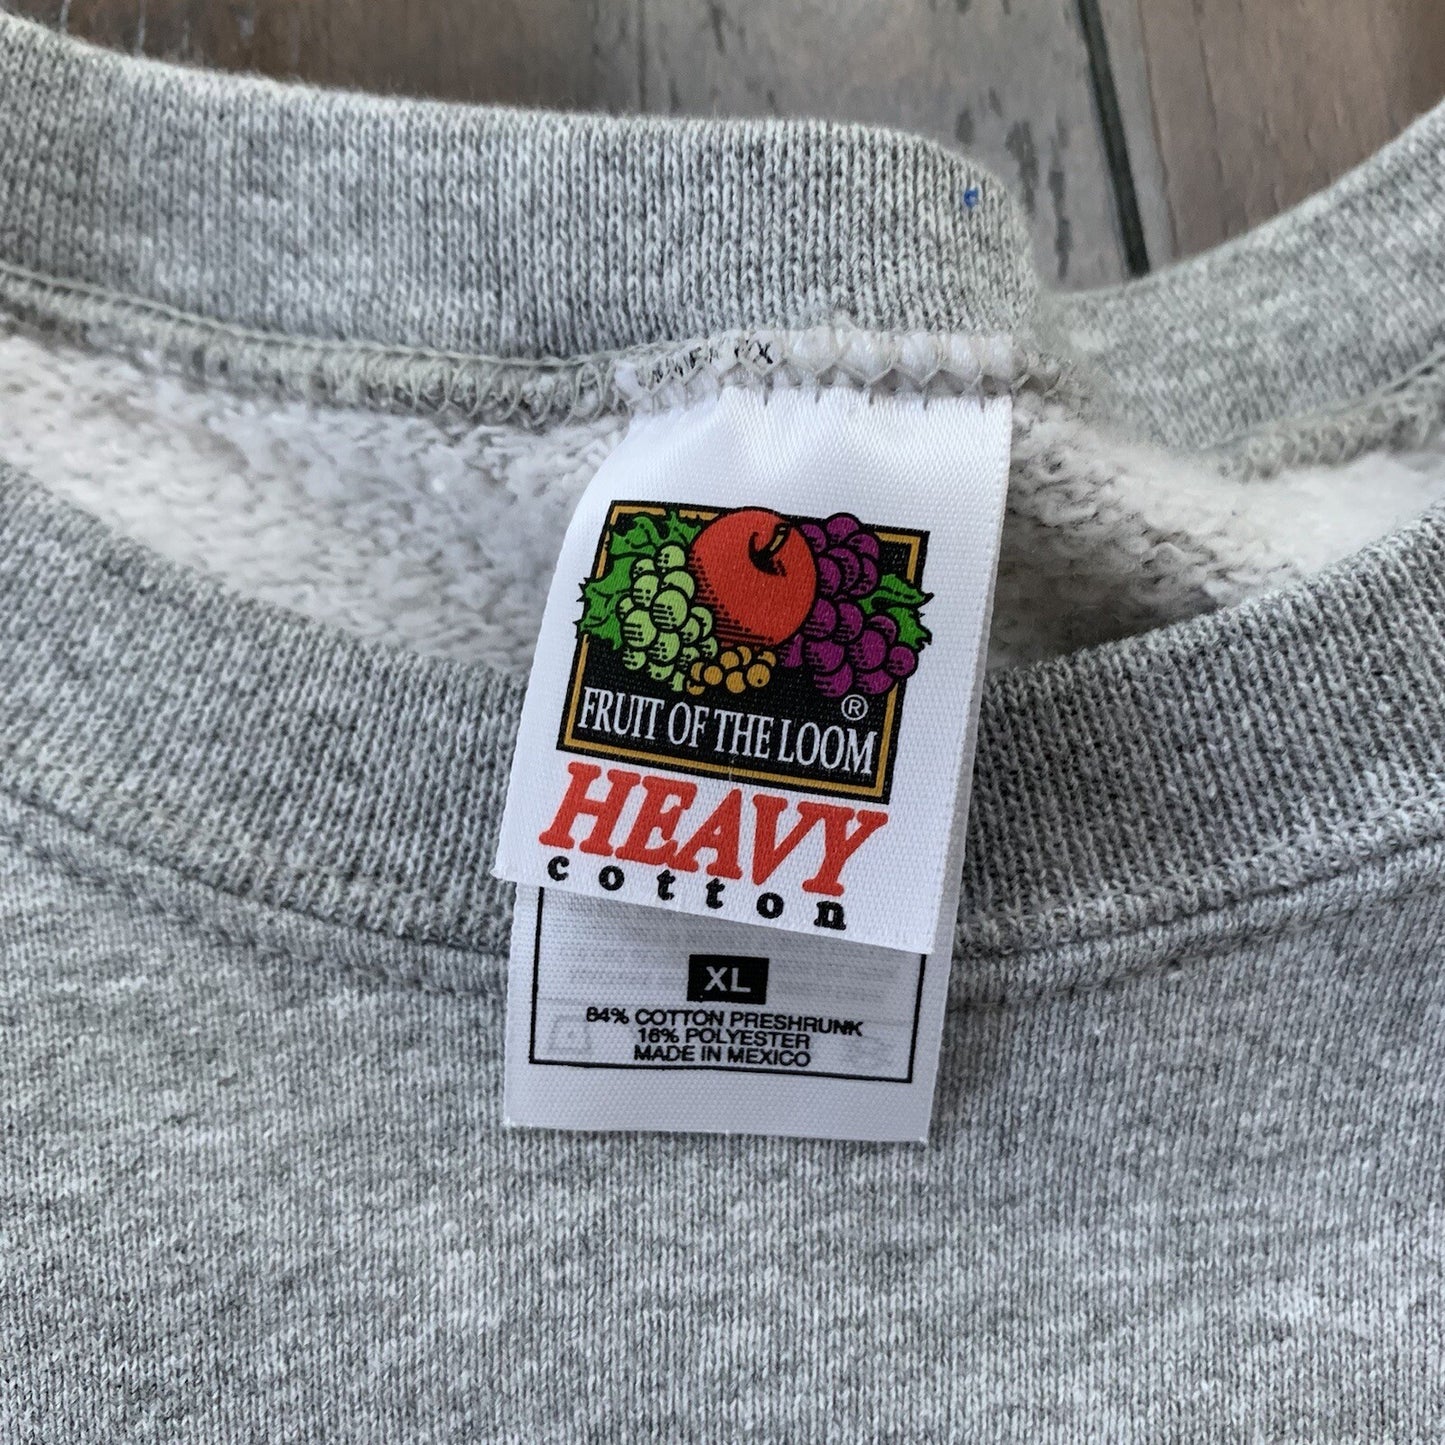 FRUIT OF THE LOOM ®
HEAVY
cotton
XL
84% COTTON PRESHRUNK
16% POLYESTER
MADE IN MEXICO